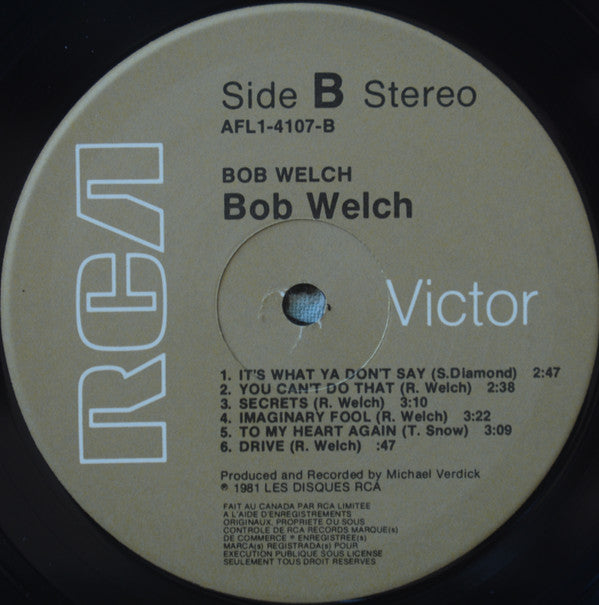 Side B Stereo
AFL1-4107-B
BOB WELCH
Bob Welch
RCA
Victor
1. IT'S WHAT YA DON'T SAY (S.Diamond) 2:47
2. YOU CAN'T DO THAT (R. Welch) 2:38
3. SECRETS (R. Welch) 3:10
4. IMAGINARY FOOL (R. Welch) 3:22
5. TO MY HEART AGAIN (T. Snow) 3:09
6. DRIVE (R. Welch) :47
Produced and Recorded by Michael Verdick
℗ 1981 LES DISQUES RCA
FAIT AU CANADA PAR RCA LIMITEE
A L'AIDE D'ENREGISTREMENTS
ORIGINAUX, PROPRIETE OU SOUS
CONTROLE DE RCA RECORDS MARQUE(s)
DE COMMERCE ® ENREGISTREE(s)
MARCA(s) REGISTRADA(s) POUR
EXECUTION PUBLIQUE SOUS LICENSE
SEULEMENT TOUS DROIT RESERVES